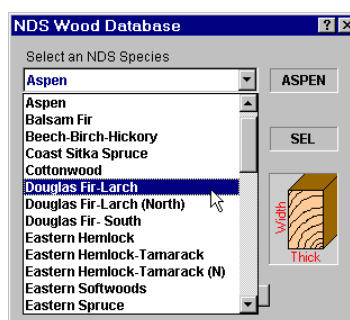 NDS Wood Database
Select an NDS Species
Aspen
ASPEN
Aspen
Balsam Fir
Beech-Birch-Hickory
Coast Sitka Spruce
Cottonwood
Douglas Fir-Larch
Douglas Fir-Larch (North)
Douglas Fir- South
Eastern Hemlock
Eastern Hemlock-Tamarack
Eastern Hemlock-Tamarack (N)
Eastern Softwoods
Eastern Spruce
SEL
Width
Thick